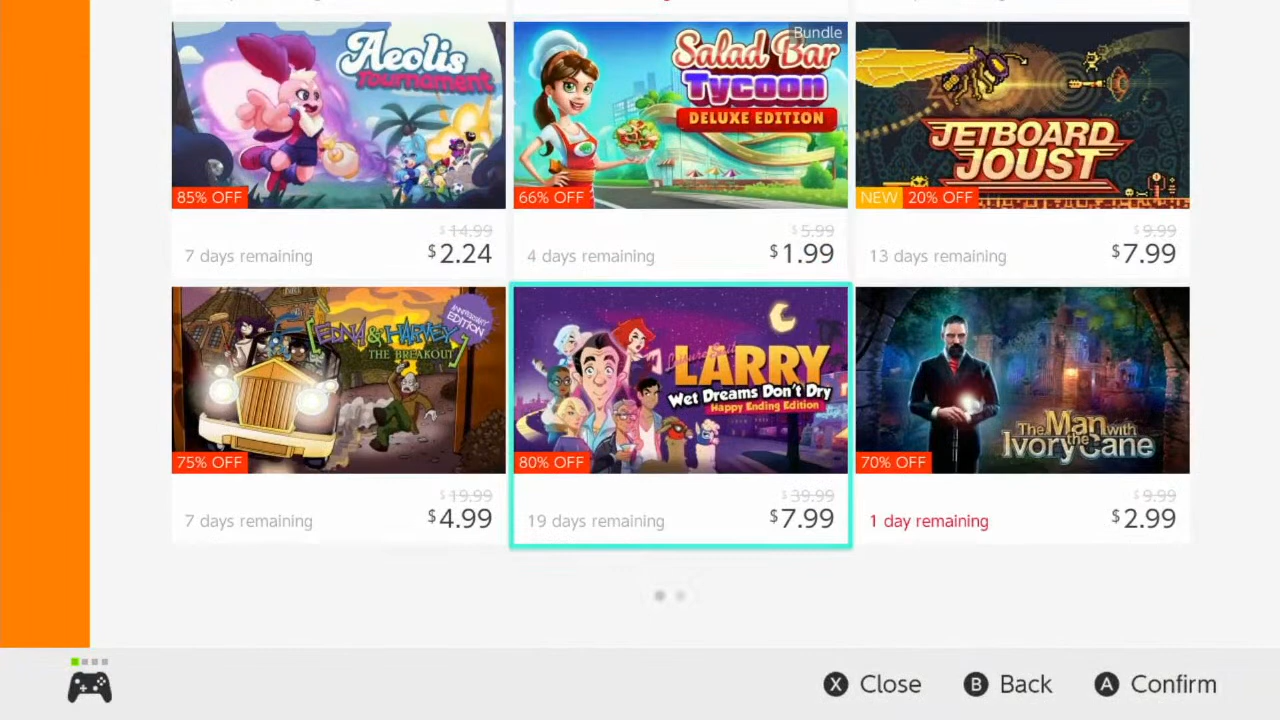 Aeolis
Tournament
85% OFF
7 days remaining
$14.99
$2.24
Bundle
Salad Bar
Tycoon
DELUXE EDITION
66% OFF
4 days remaining
$5.99
$1.99
JETBOARD
JOUST
NEW 20% OFF
13 days remaining
$9.99
$7.99
ANNIVERSARY
EDITION
[EDNA & HARVEY
THE BREAKOUT]
75% OFF
7 days remaining
$19.99
$4.99
Leisure Suit
LARRY
Wet Dreams Don't Dry
Happy Ending Edition
80% OFF
19 days remaining
$39.99
$7.99
The Man with
the
Ivory Cane
70% OFF
1 day remaining
$9.99
$2.99
X Close
B Back
A Confirm